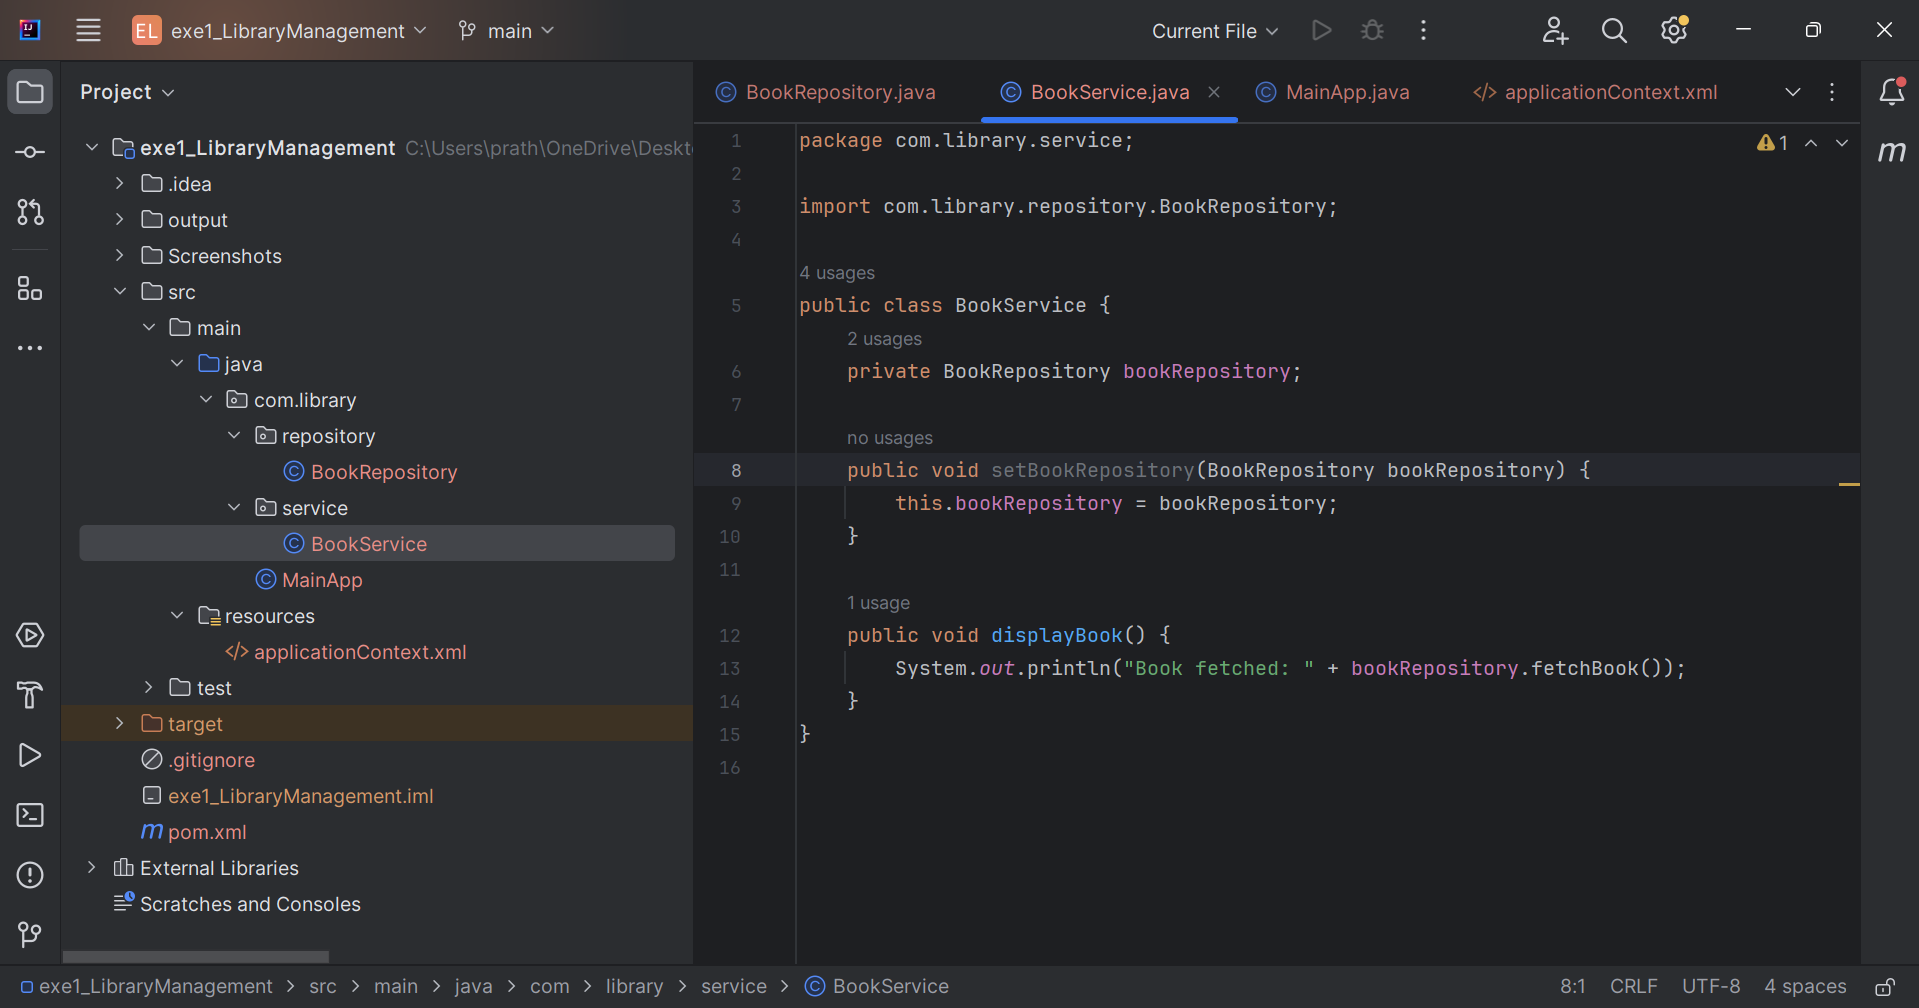 EL exe1_LibraryManagement main Current File
Project
exe1_LibraryManagement C:\Users\prath\OneDrive\Deskt
.idea
output
Screenshots
src
main
java
com.library
repository
BookRepository
service
BookService
MainApp
resources
applicationContext.xml
test
target
.gitignore
exe1_LibraryManagement.iml
m pom.xml
External Libraries
Scratches and Consoles
BookRepository.java BookService.java MainApp.java applicationContext.xml
m
1
1 package com.library.service;
2
3 import com.library.repository.BookRepository;
4
4 usages
5 public class BookService {
2 usages
6 private BookRepository bookRepository;
7
no usages
8 public void setBookRepository(BookRepository bookRepository) {
9 this.bookRepository = bookRepository;
10 }
11
1 usage
12 public void displayBook() {
13 System.out.println("Book fetched: " + bookRepository.fetchBook());
14 }
15 }
16
exe1_LibraryManagement > src > main > java > com > library > service > BookService 8:1 CRLF UTF-8 4 spaces